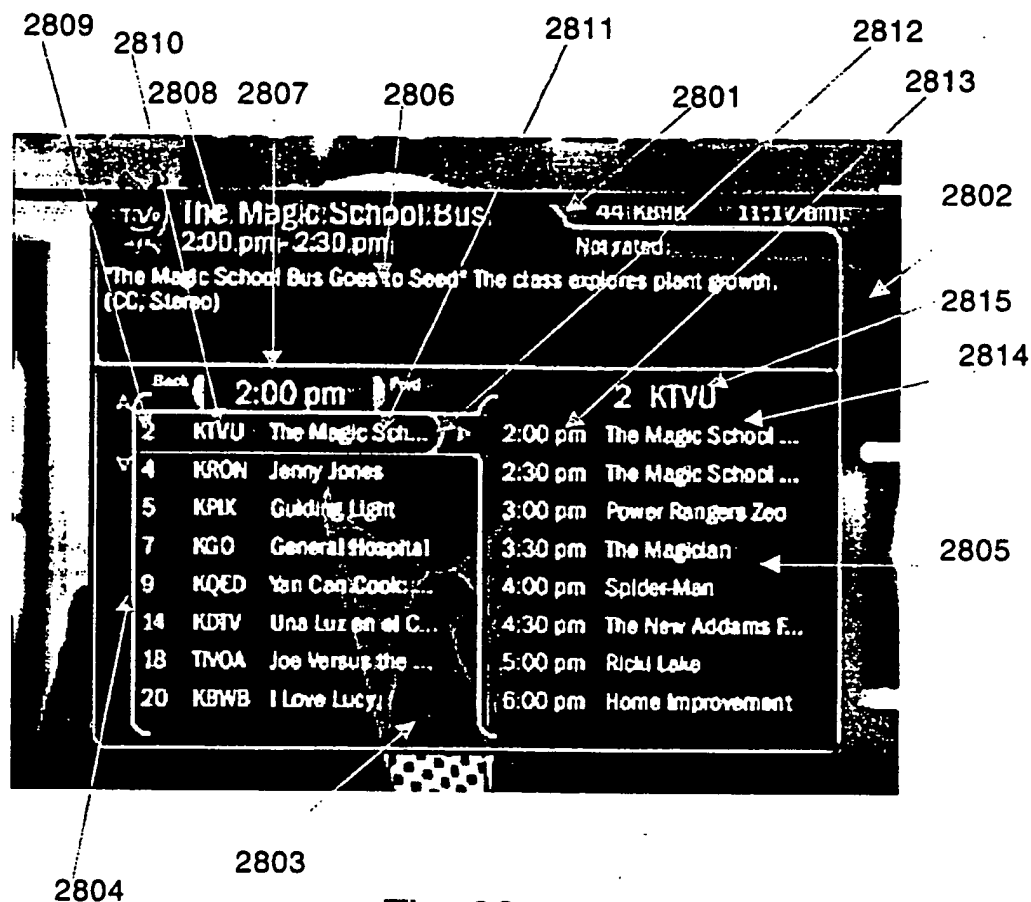 2809
2810
2811
2812
2808
2807
2806
2801
2813
2802
TiVo
The Magic School Bus
2:00 pm - 2:30 pm
44 KBHK
Not rated
"The Magic School Bus Goes to Seed" The class explores plant growth.
(CC, Stereo)
2815
2814
Back
2:00 pm
Fwd
2 KTVU
2 KTVU The Magic Sch...
2:00 pm The Magic School ...
4 KRON Jenny Jones
2:30 pm The Magic School ...
5 KPIX Guiding Light
3:00 pm Power Rangers Zeo
7 KGO General Hospital
3:30 pm The Magician
2805
9 KQED Yan Can Cook: ...
4:00 pm Spider-Man
14 KDTV Una Luz en el C...
4:30 pm The New Addams F...
18 TIVOA Joe Versus the ...
5:00 pm Ricki Lake
20 KBWB I Love Lucy
6:00 pm Home Improvement
2803
2804